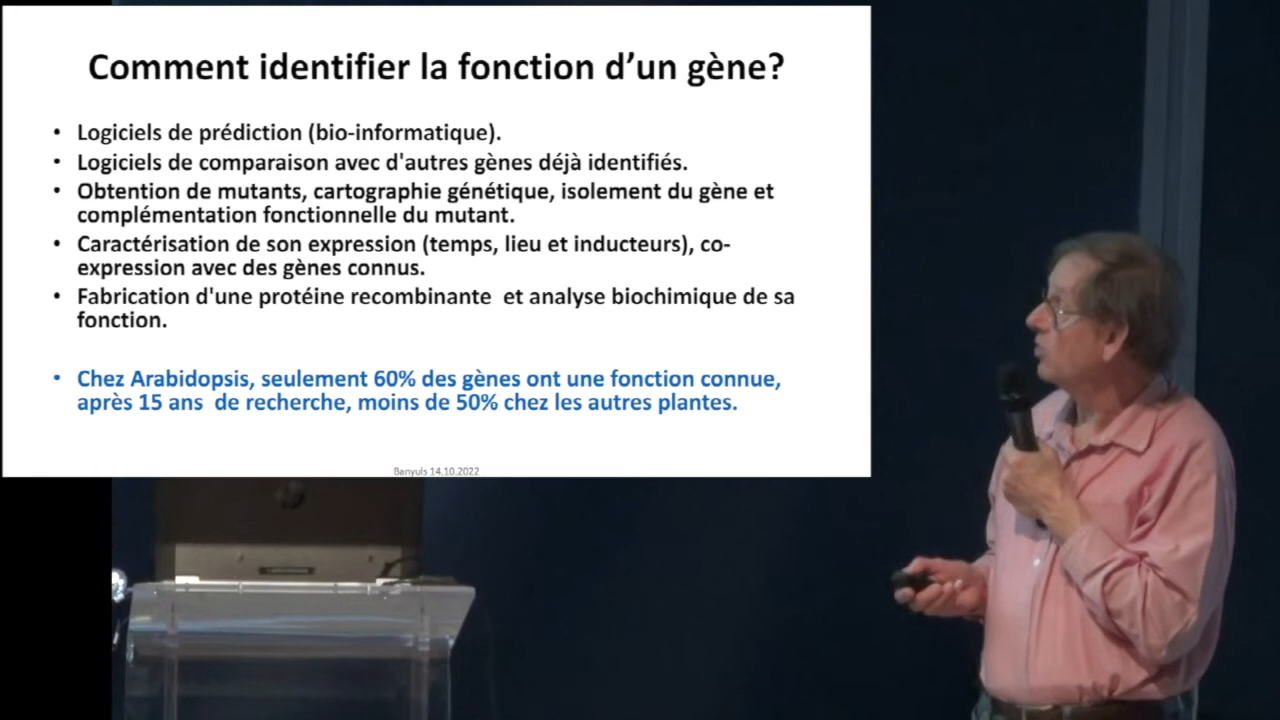 Comment identifier la fonction d’un gène?
• Logiciels de prédiction (bio-informatique).
• Logiciels de comparaison avec d'autres gènes déjà identifiés.
• Obtention de mutants, cartographie génétique, isolement du gène et
complémentation fonctionnelle du mutant.
• Caractérisation de son expression (temps, lieu et inducteurs), co-
expression avec des gènes connus.
• Fabrication d'une protéine recombinante  et analyse biochimique de sa
fonction.
• Chez Arabidopsis, seulement 60% des gènes ont une fonction connue,
après 15 ans  de recherche, moins de 50% chez les autres plantes.
Banyuls 14.10.2022